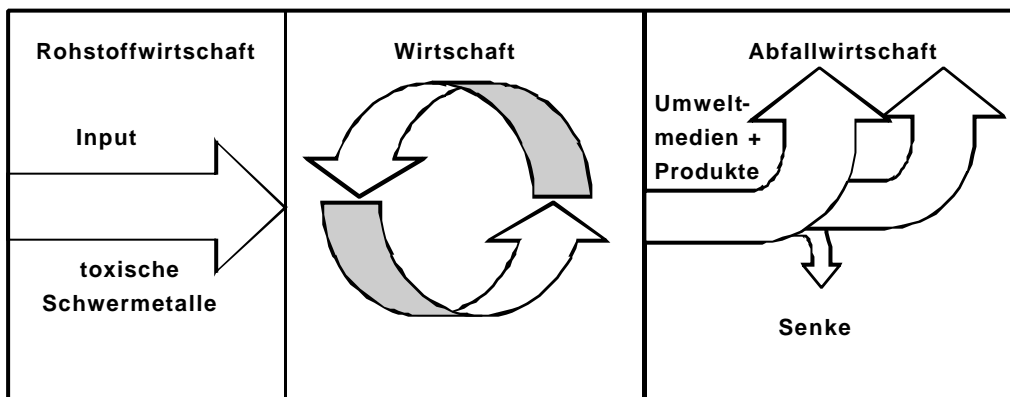 Rohstoffwirtschaft
Input
toxische
Schwermetalle
Wirtschaft
Abfallwirtschaft
Umwelt-
medien +
Produkte
Senke